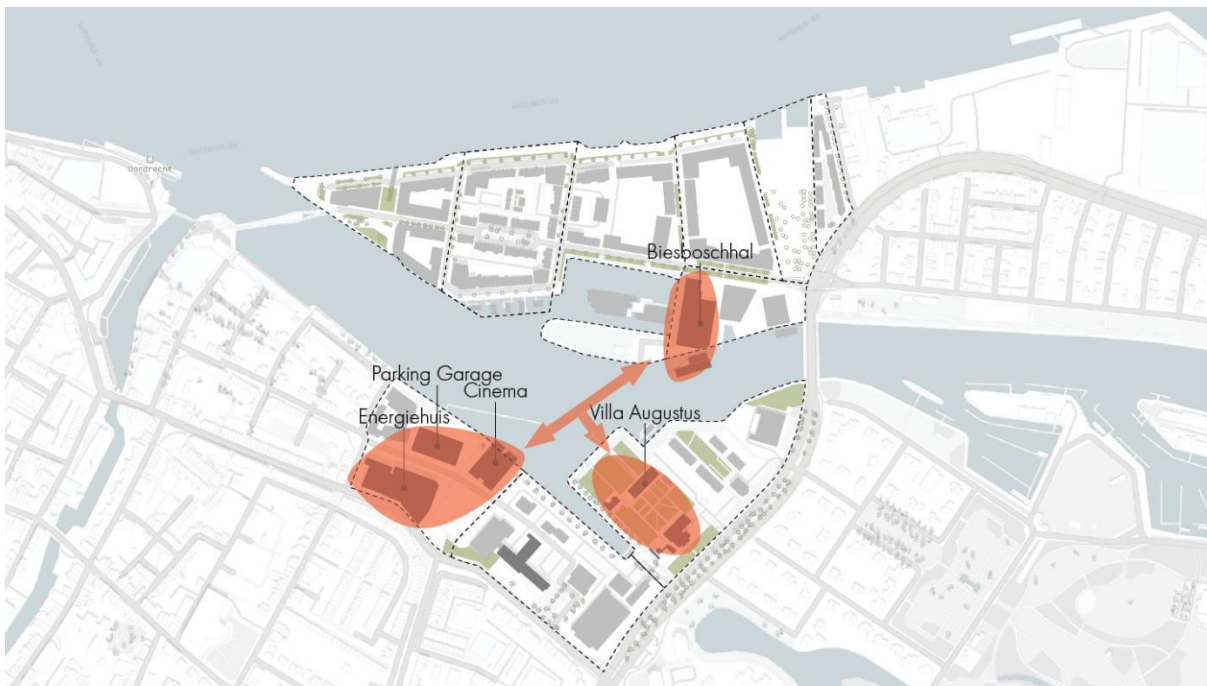 Dordrecht
Biesboschhal
Parking Garage
Cinema
Energiehuis
Villa Augustus